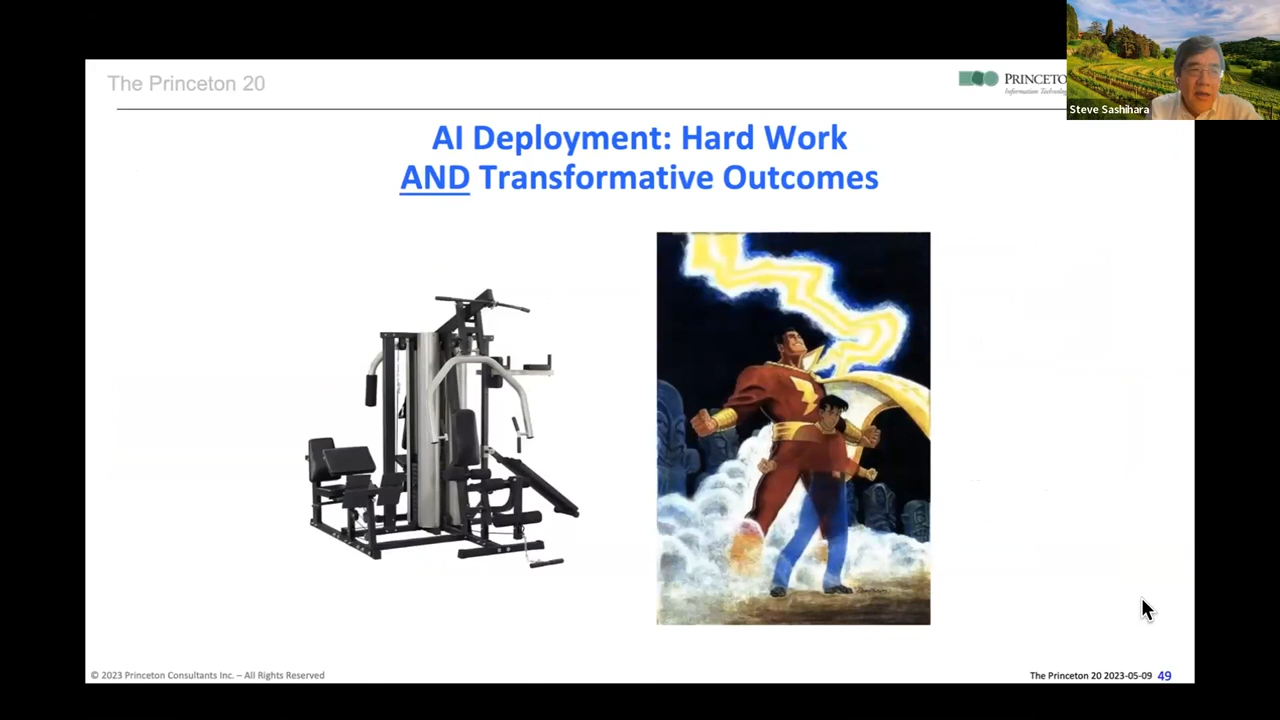 The Princeton 20
PRINCETO
Information Technology
Steve Sashihara
AI Deployment: Hard Work
AND Transformative Outcomes
© 2023 Princeton Consultants Inc. – All Rights Reserved
The Princeton 20 2023-05-09 49